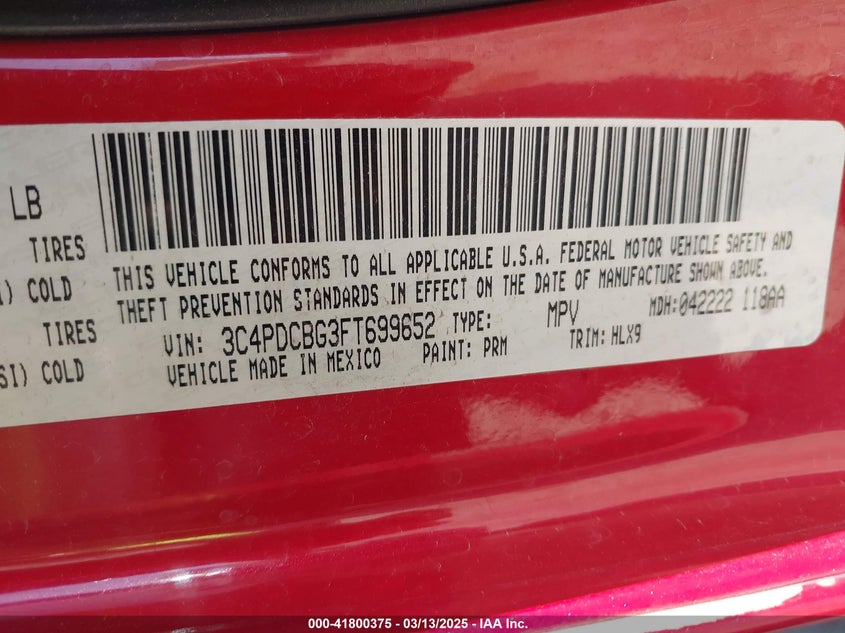 LB
TIRES
) COLD
TIRES
SI) COLD
THIS VEHICLE CONFORMS TO ALL APPLICABLE U.S.A. FEDERAL MOTOR VEHICLE SAFETY AND
THEFT PREVENTION STANDARDS IN EFFECT ON THE DATE OF MANUFACTURE SHOWN ABOVE.
VIN: 3C4PDCBG3FT699652 TYPE: MPV MDH:042222 118AA
VEHICLE MADE IN MEXICO PAINT: PRM TRIM: HLX9
000-41800375 - 03/13/2025 - IAA Inc.